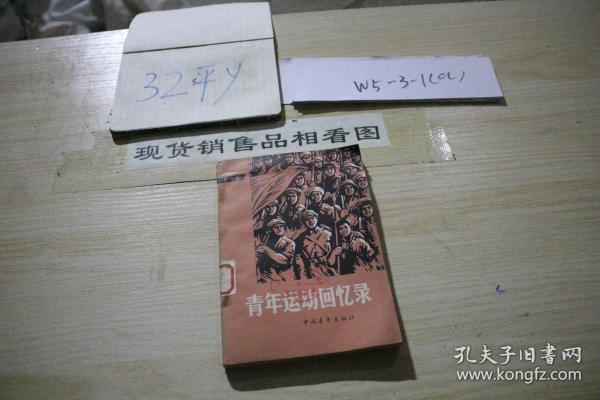 32平y
W5-3-1(OL)
现货销售品相看图
青年运动回忆录
中国青年出版社
孔夫子旧书网
www.kongfz.com